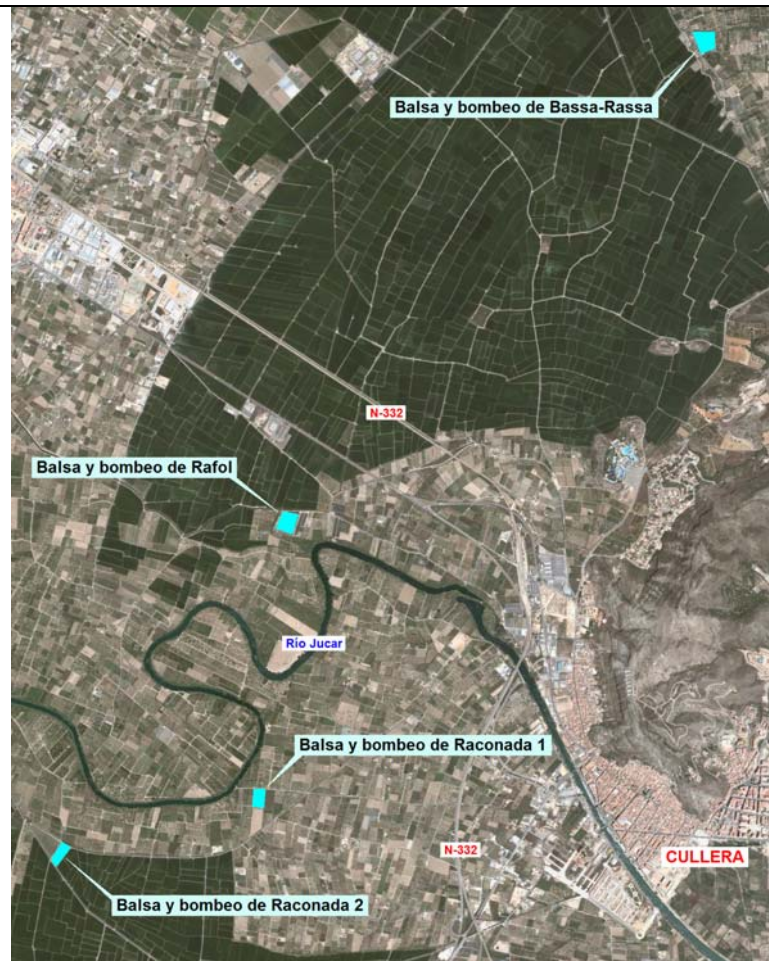 Balsa y bombeo de Bassa-Rassa
N-332
Balsa y bombeo de Rafol
Río Jucar
Balsa y bombeo de Raconada 1
N-332
CULLERA
Balsa y bombeo de Raconada 2